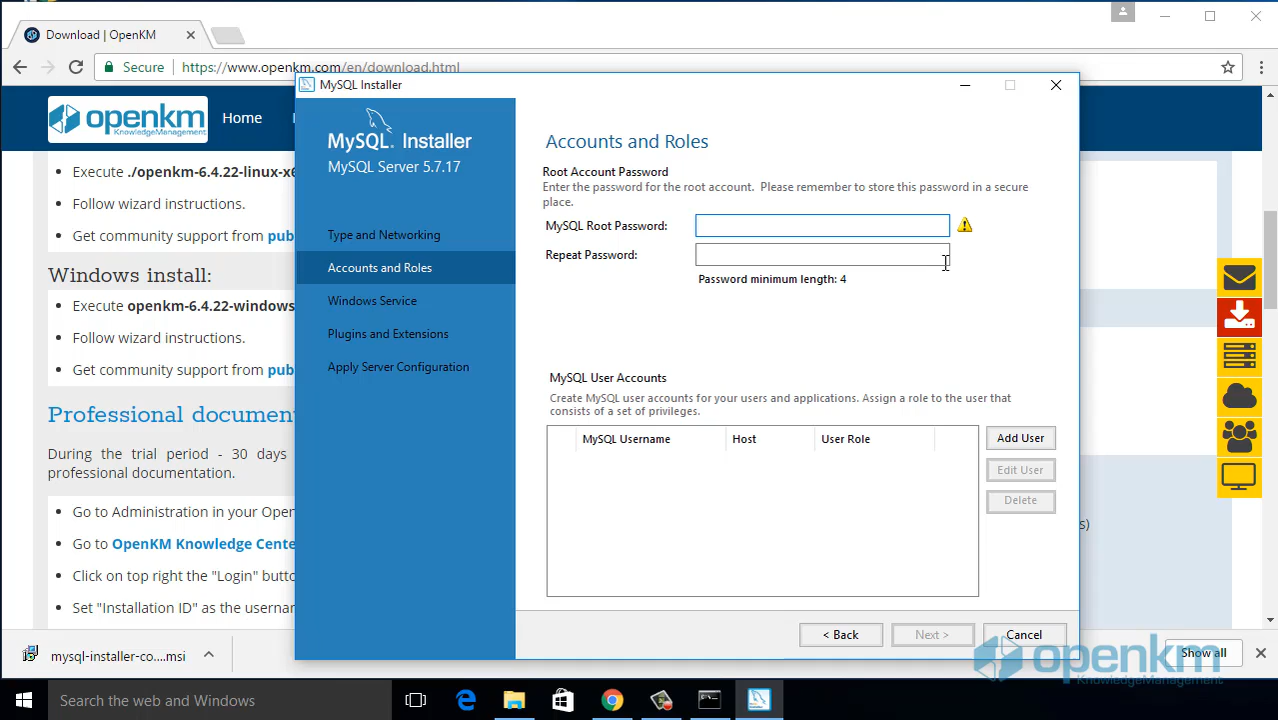 Download | OpenKM
Secure
https://www.openkm.com/en/download.html
openkm
KnowledgeManagement
Home
Execute ./openkm-6.4.22-linux-x6
Follow wizard instructions.
Get community support from pub
Windows install:
Execute openkm-6.4.22-windows
Follow wizard instructions.
Get community support from pub
Professional document
During the trial period - 30 days
professional documentation.
Go to Administration in your Open
Go to OpenKM Knowledge Cente
Click on top right the "Login" butto
Set "Installation ID" as the userna
s)
MySQL Installer
MySQL. Installer
MySQL Server 5.7.17
Type and Networking
Accounts and Roles
Windows Service
Plugins and Extensions
Apply Server Configuration
Accounts and Roles
Root Account Password
Enter the password for the root account. Please remember to store this password in a secure
place.
MySQL Root Password:
Repeat Password:
Password minimum length: 4
MySQL User Accounts
Create MySQL user accounts for your users and applications. Assign a role to the user that
consists of a set of privileges.
MySQL Username
Host
User Role
Add User
Edit User
Delete
< Back
Next >
Cancel
mysql-installer-co....msi
Show all
openkm
KnowledgeManagement
Search the web and Windows